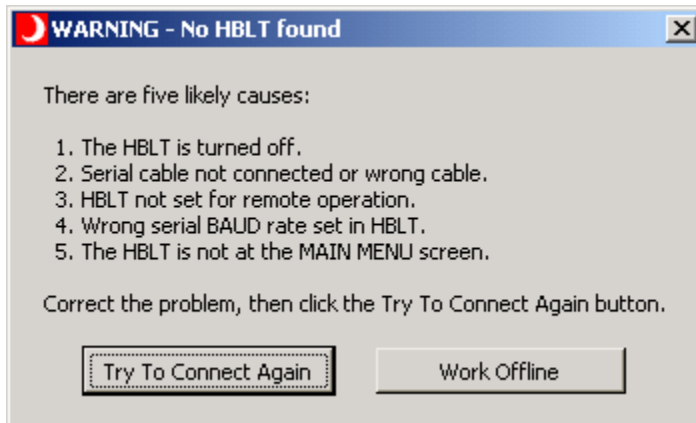 WARNING - No HBLT found
There are five likely causes:
1. The HBLT is turned off.
2. Serial cable not connected or wrong cable.
3. HBLT not set for remote operation.
4. Wrong serial BAUD rate set in HBLT.
5. The HBLT is not at the MAIN MENU screen.
Correct the problem, then click the Try To Connect Again button.
Try To Connect Again
Work Offline